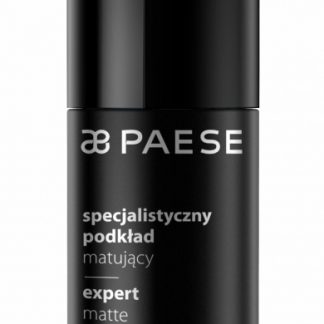 PAESE
specjalistyczny
podkład
matujący
expert
matte